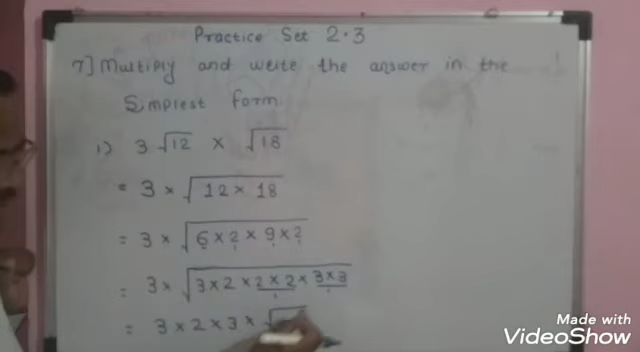 Practice Set 2.3
7] Multiply and write the answer in the
Simplest form.
1) 3 √12 × √18
= 3 × √12 × 18
= 3 × √6 × 2 × 9 × 2
= 3 × √3 × 2 × 2 × 2 × 3 × 3
= 3 × 2 × 3 × √
Made with
VideoShow